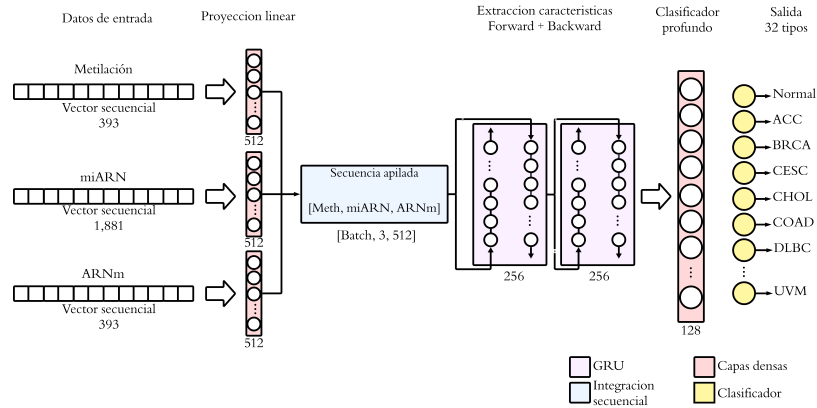 Datos de entrada
Proyeccion linear
Extraccion caracteristicas
Forward + Backward
Clasificador
profundo
Salida
32 tipos
Metilación
Vector secuencial
393
512
miARN
Vector secuencial
1,881
512
ARNm
Vector secuencial
393
512
Secuencia apilada
[Meth, miARN, ARNm]
[Batch, 3, 512]
256
256
128
Normal
ACC
BRCA
CESC
CHOL
COAD
DLBC
UVM
GRU
Integracion
secuencial
Capas densas
Clasificador